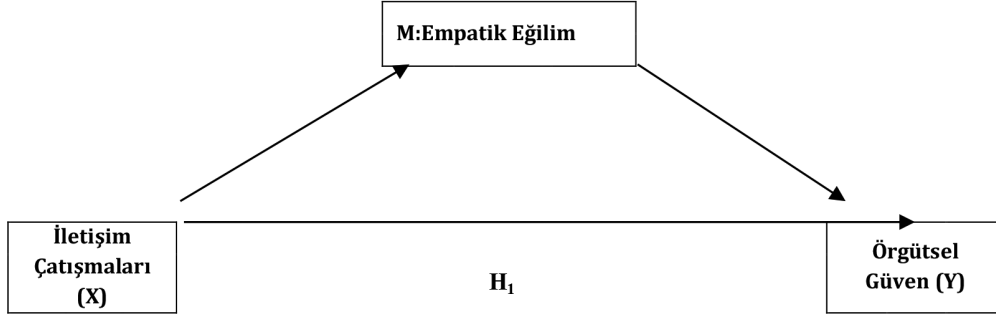 M:Empatik Eğilim
İletişim
Çatışmaları
(X)
H₁
Örgütsel
Güven (Y)